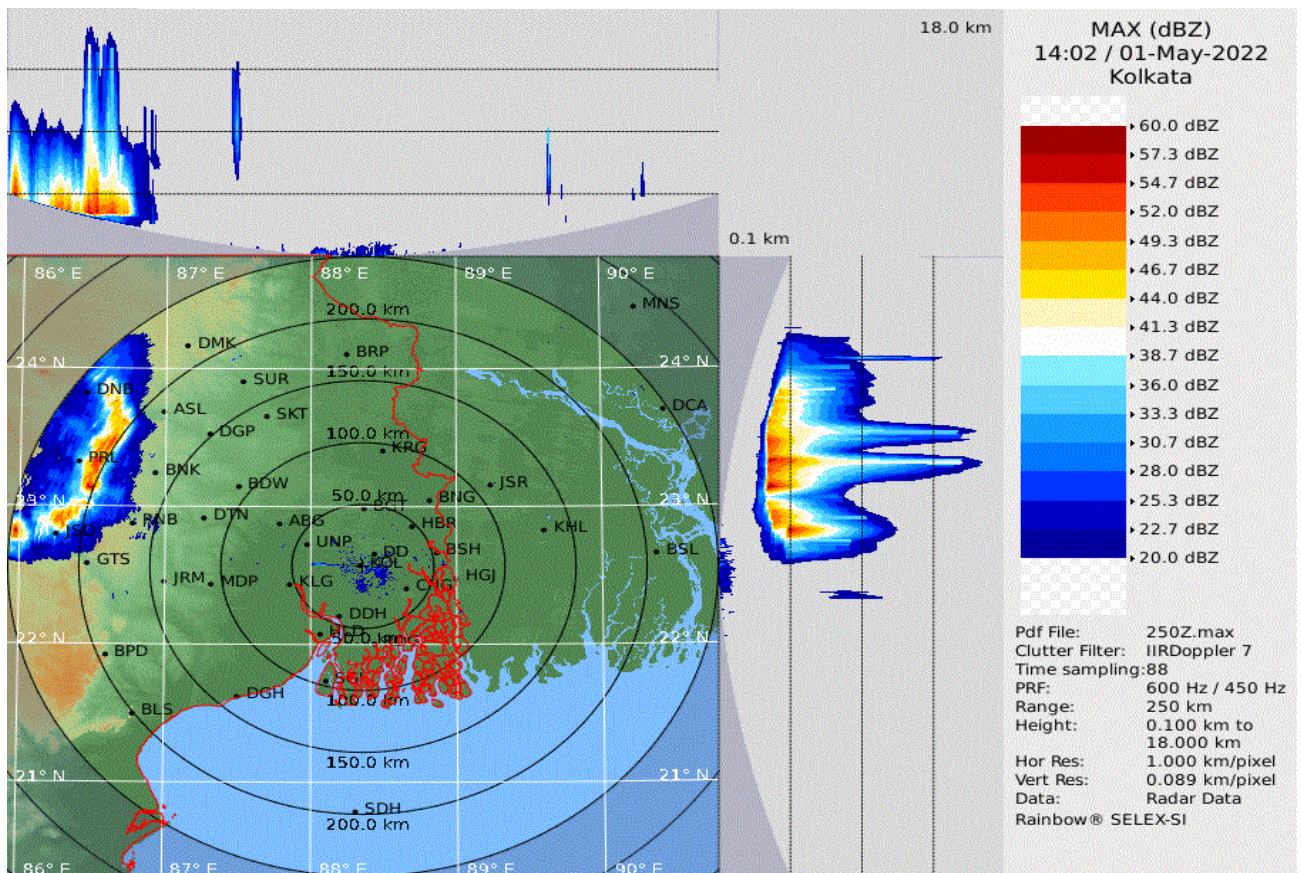 18.0 km
MAX (dBZ)
14:02 / 01-May-2022
Kolkata
60.0 dBZ
57.3 dBZ
54.7 dBZ
52.0 dBZ
49.3 dBZ
46.7 dBZ
44.0 dBZ
41.3 dBZ
38.7 dBZ
36.0 dBZ
33.3 dBZ
30.7 dBZ
28.0 dBZ
25.3 dBZ
22.7 dBZ
20.0 dBZ
0.1 km
86° E 87° E 88° E 89° E 90° E
MNS
200.0 km
DMK
BRP
24° N 24° N
150.0 km
SUR
DNB
DCA
ASL
SKT
DGP
100.0 km
KRG
PRL
BNK
JSR
BDW
50.0 km
BNG
23° N 23° N
DTN
ABG
HBR
KHL
JSD
UNP
DD
BSH
BSL
GTS
KOL
JRM
MDP
KLG
HGJ
DDH
50.0 km
22° N 22° N
BPD
DGH
100.0 km
BLS
150.0 km
21° N 21° N
SDH
200.0 km
86° E 87° E 88° E 89° E 90° E
Pdf File: 250Z.max
Clutter Filter: IIRDoppler 7
Time sampling:88
PRF: 600 Hz / 450 Hz
Range: 250 km
Height: 0.100 km to
18.000 km
Hor Res: 1.000 km/pixel
Vert Res: 0.089 km/pixel
Data: Radar Data
Rainbow® SELEX-SI